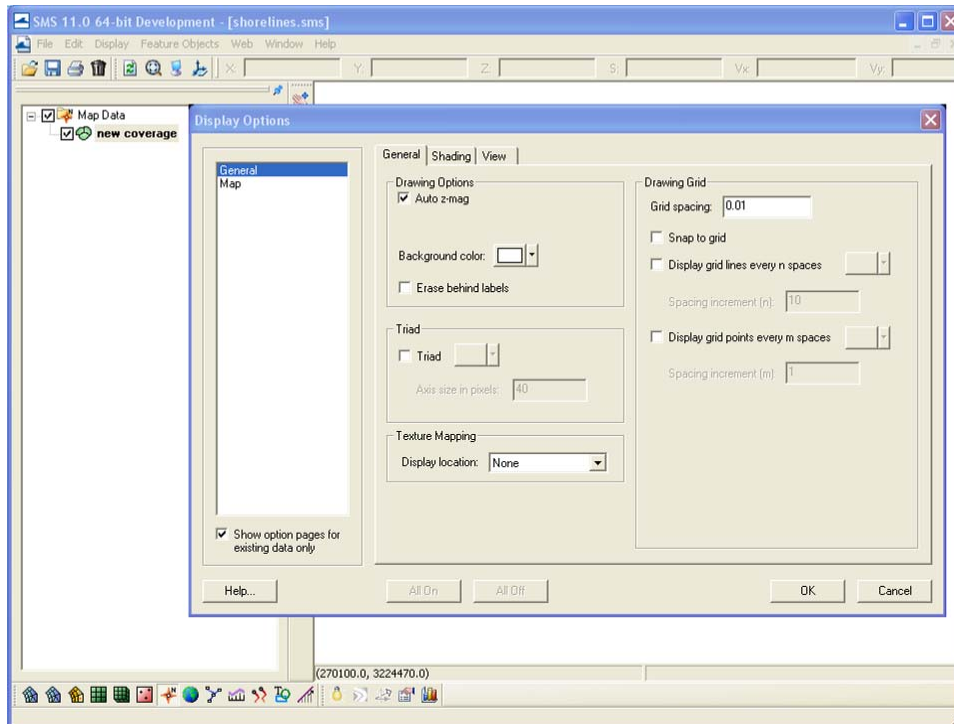 SMS 11.0 64-bit Development - [shorelines.sms]
File Edit Display Feature Objects Web Window Help
X: Y: Z: S: Vx: Vy:
Map Data
new coverage
Display Options
General
Map
Show option pages for
existing data only
General Shading View
Drawing Options
Auto z-mag
Background color:
Erase behind labels
Triad
Triad
Axis size in pixels: 40
Texture Mapping
Display location: None
Drawing Grid
Grid spacing: 0.01
Snap to grid
Display grid lines every n spaces
Spacing increment (n): 10
Display grid points every m spaces
Spacing increment (m): 1
Help... All On All Off OK Cancel
(270100.0, 3224470.0)